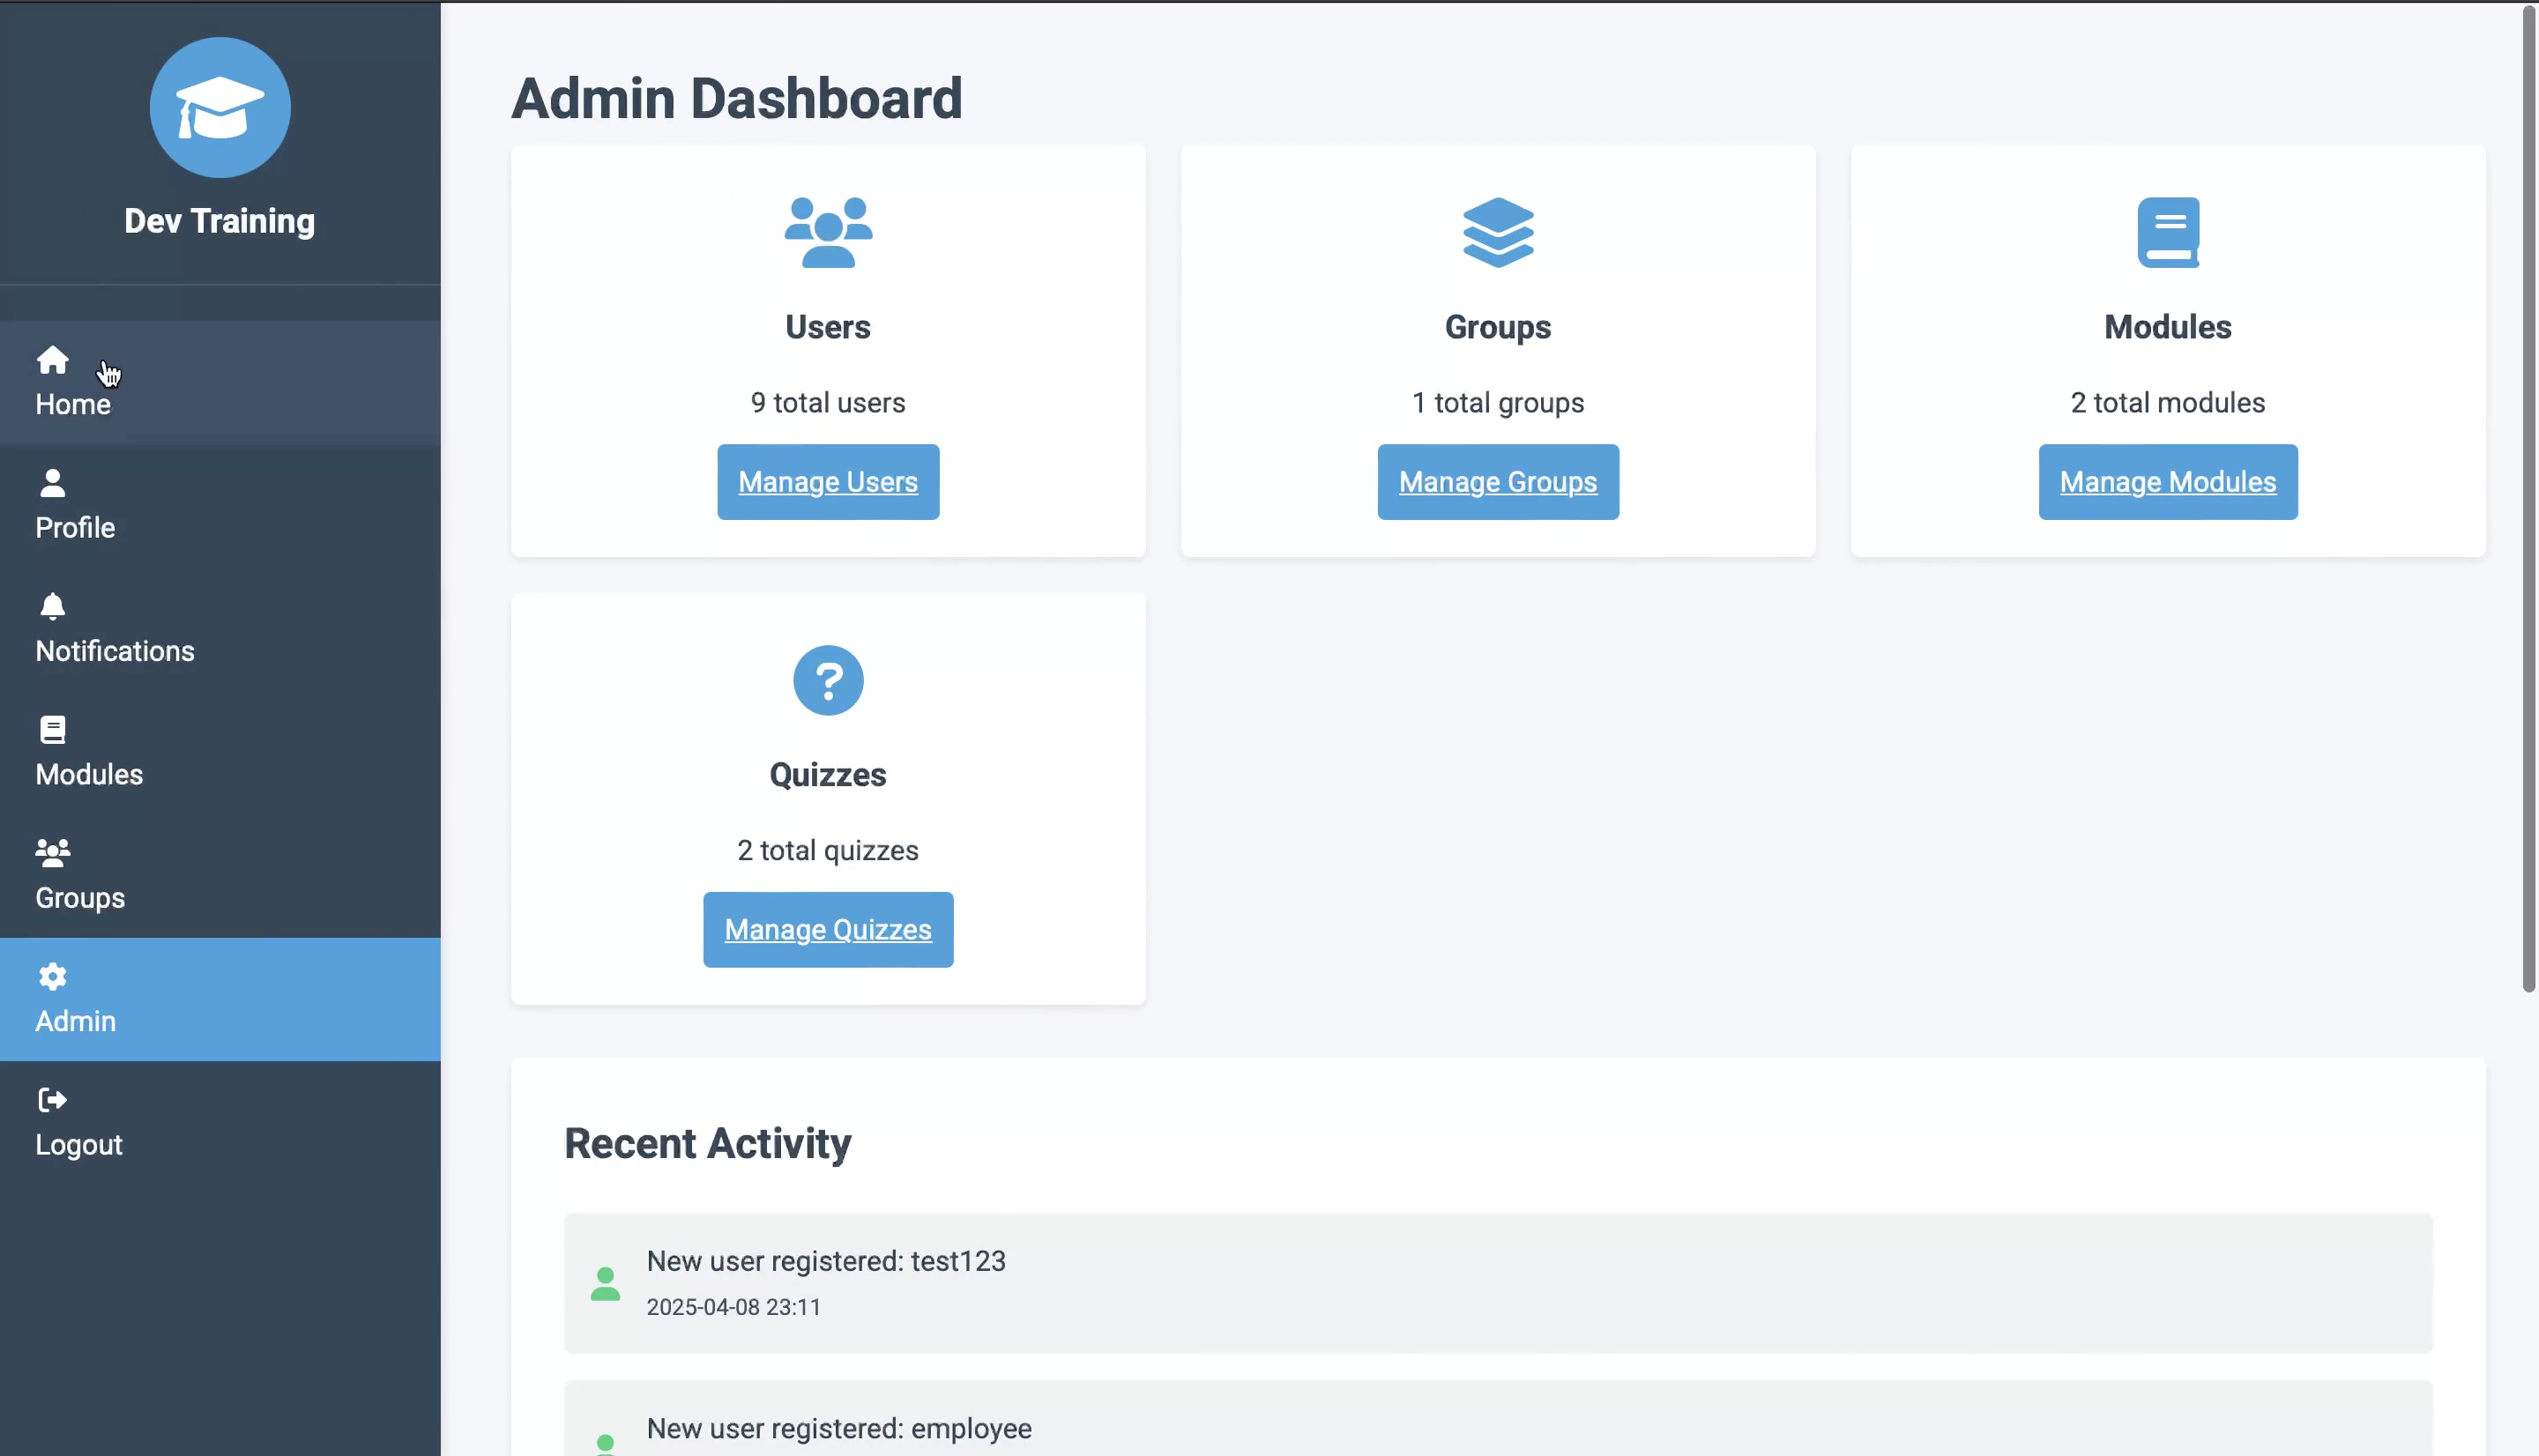 Dev Training
Home
Profile
Notifications
Modules
Groups
Admin
Logout
Admin Dashboard
Users
9 total users
Manage Users
Groups
1 total groups
Manage Groups
Modules
2 total modules
Manage Modules
?
Quizzes
2 total quizzes
Manage Quizzes
Recent Activity
New user registered: test123
2025-04-08 23:11
New user registered: employee